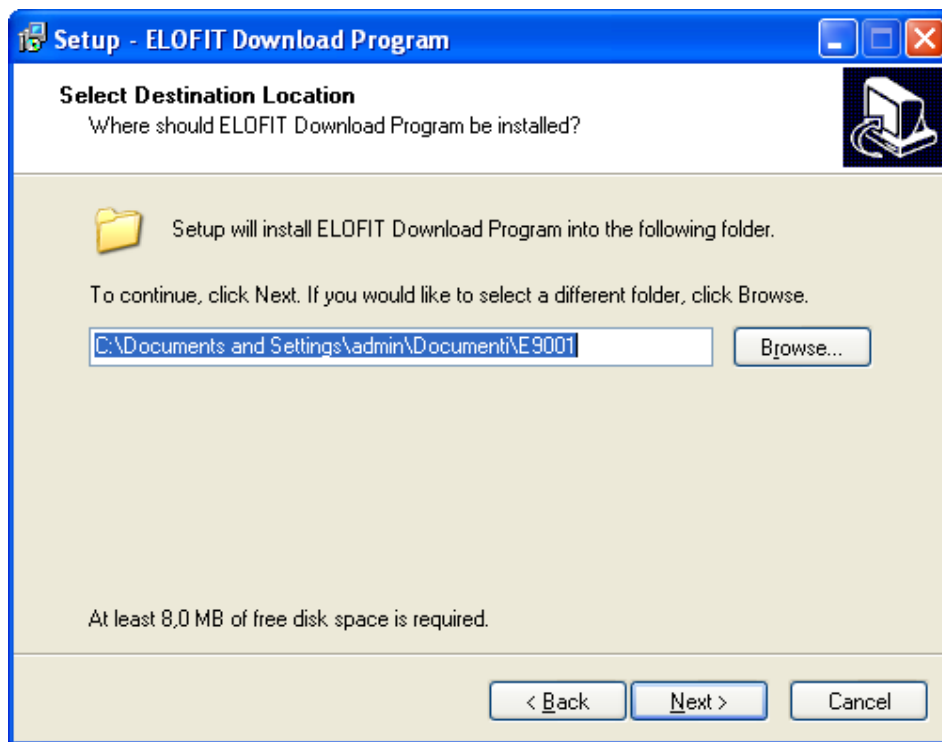 Setup - ELOFIT Download Program
Select Destination Location
Where should ELOFIT Download Program be installed?
Setup will install ELOFIT Download Program into the following folder.
To continue, click Next. If you would like to select a different folder, click Browse.
C:\Documents and Settings\admin\Documenti\E9001
Browse...
At least 8,0 MB of free disk space is required.
< Back
Next >
Cancel